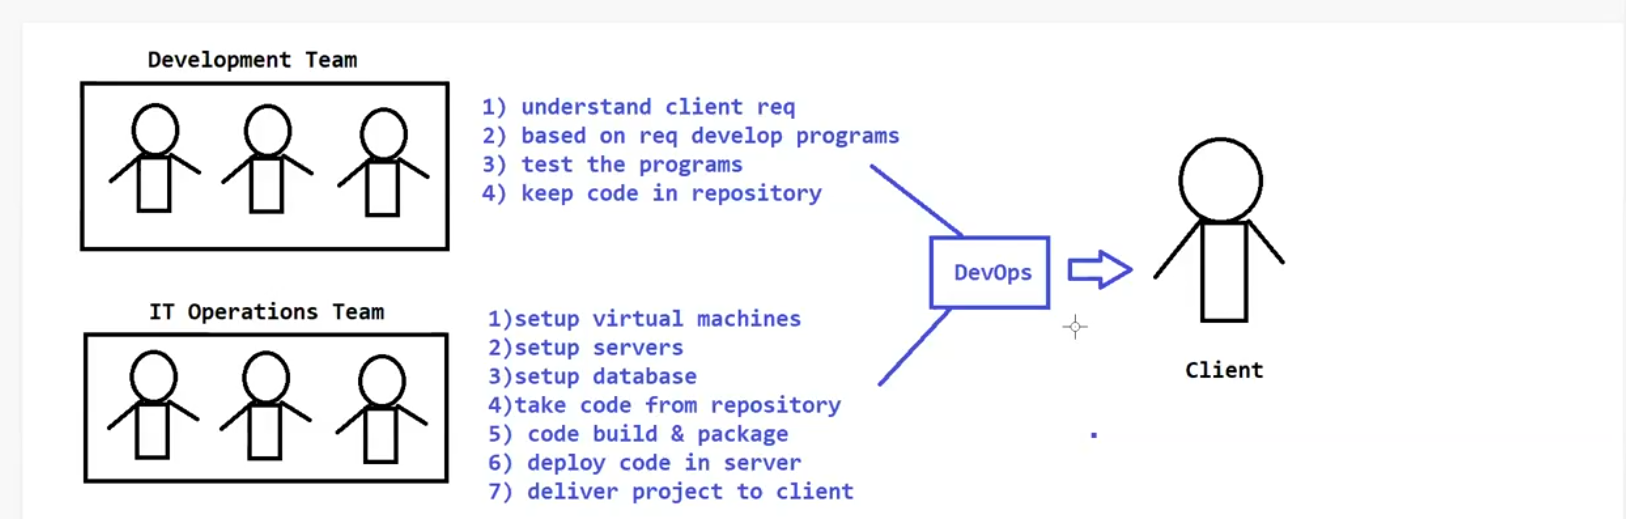 Development Team
1) understand client req
2) based on req develop programs
3) test the programs
4) keep code in repository
DevOps
IT Operations Team
1)setup virtual machines
2)setup servers
3)setup database
4)take code from repository
5) code build & package
6) deploy code in server
7) deliver project to client
Client